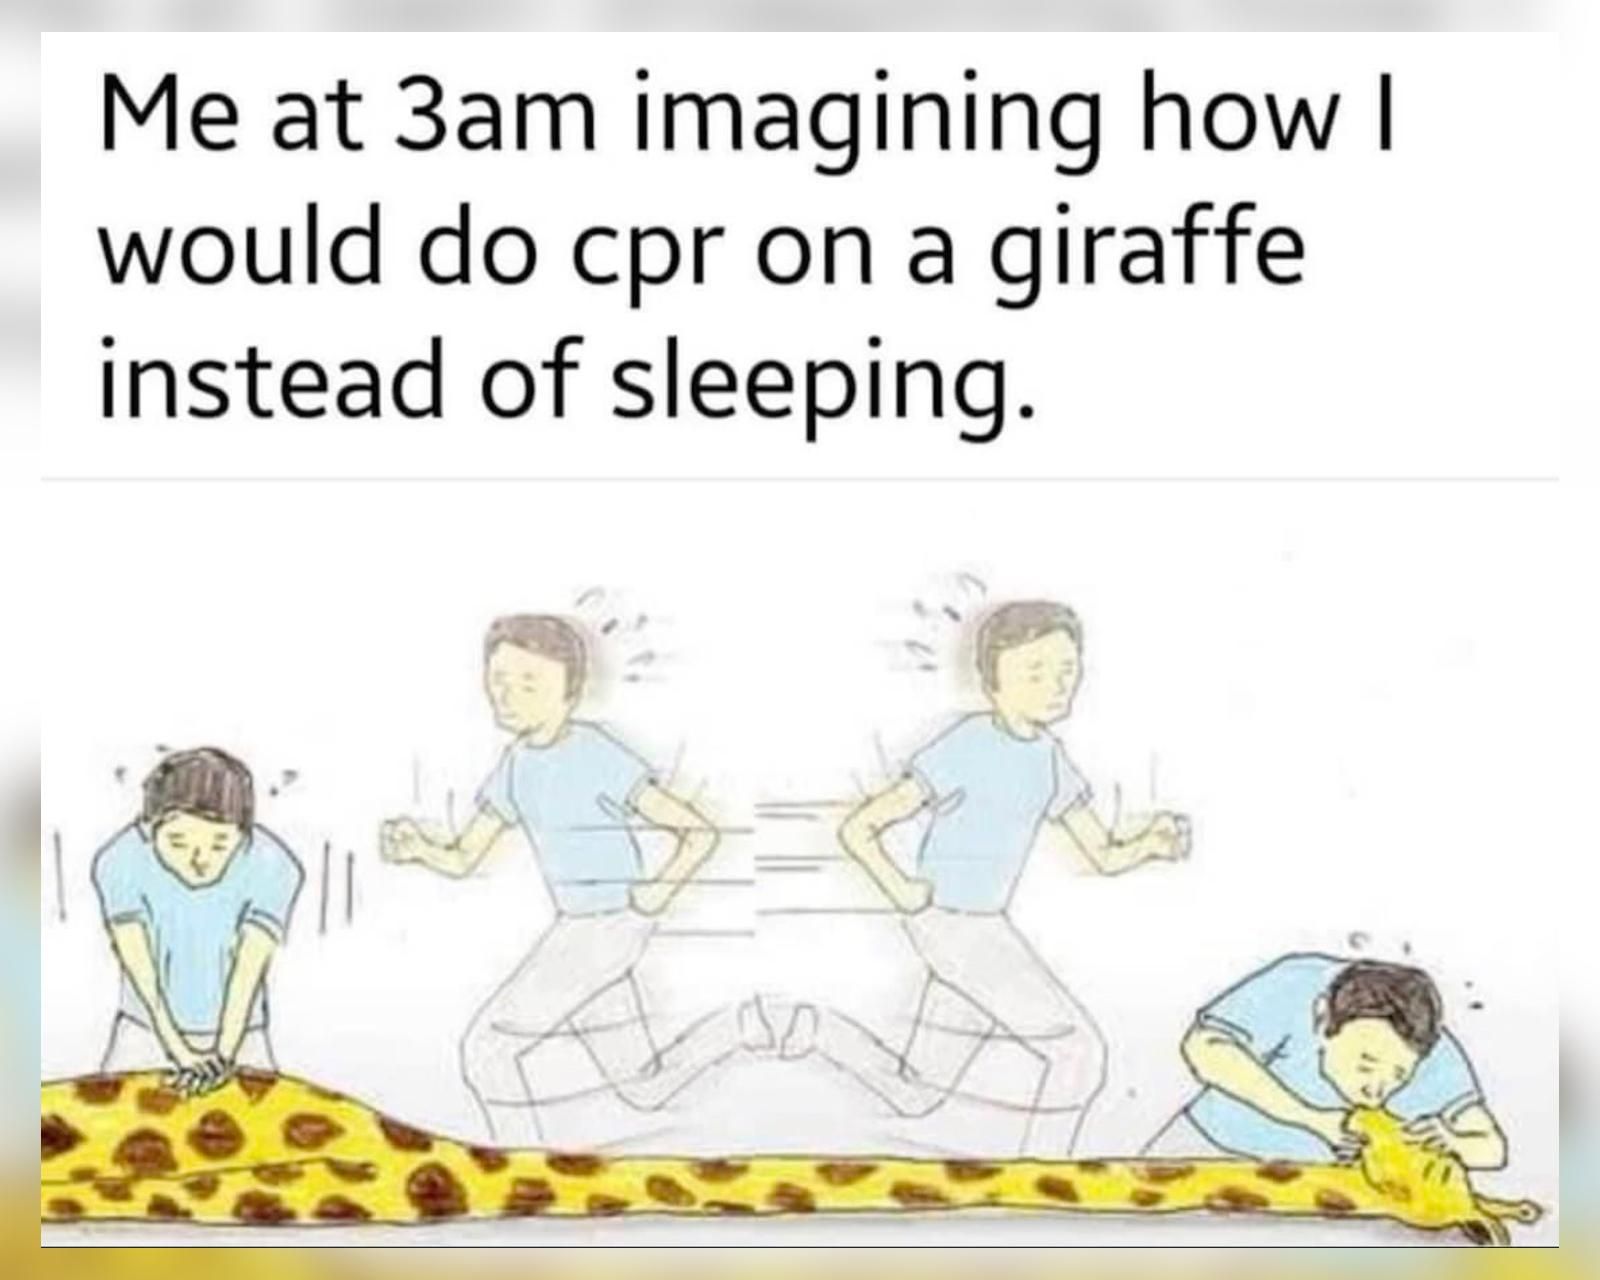 Me at 3am imagining how I
would do cpr on a giraffe
instead of sleeping.